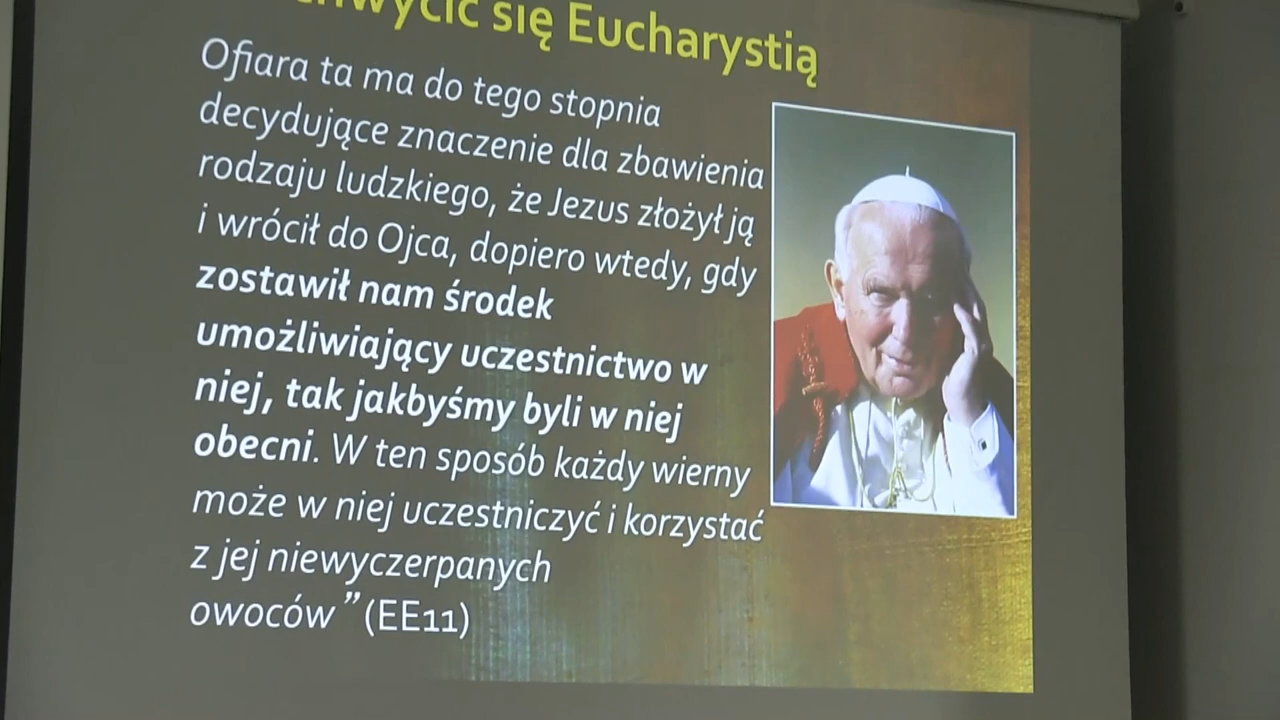 się Eucharystią
Ofiara ta ma do tego stopnia
decydujące znaczenie dla zbawienia
rodzaju ludzkiego, że Jezus złożył ją
i wrócił do Ojca, dopiero wtedy, gdy
zostawił nam środek
umożliwiający uczestnictwo w
niej, tak jakbyśmy byli w niej
obecni. W ten sposób każdy wierny
może w niej uczestniczyć i korzystać
z jej niewyczerpanych
owoców” (EE11)